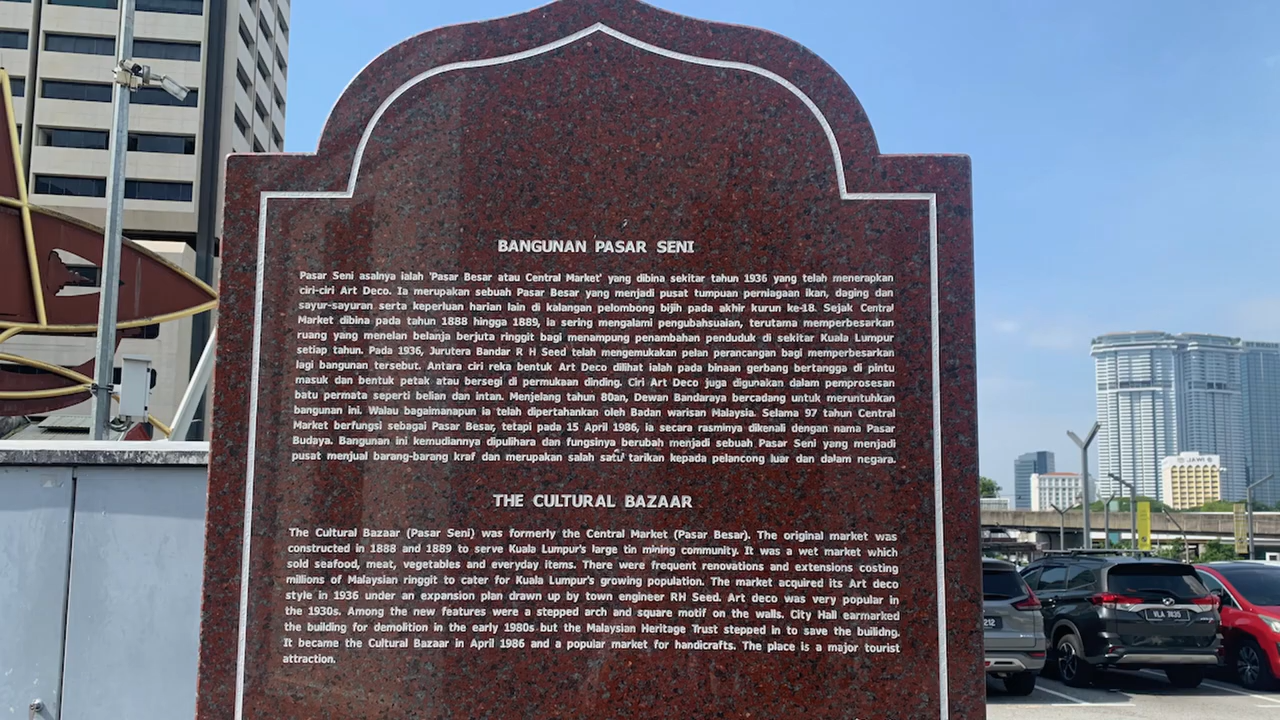 BANGUNAN PASAR SENI
Pasar Seni asalnya ialah 'Pasar Besar atau Central Market' yang dibina sekitar tahun 1936 yang telah menerapkan
ciri-ciri Art Deco. Ia merupakan sebuah Pasar Besar yang menjadi pusat tumpuan perniagaan ikan, daging dan
sayur-sayuran serta keperluan harian lain di kalangan pelombong bijih pada akhir kurun ke-18. Sejak Central
Market dibina pada tahun 1888 hingga 1889, ia sering mengalami pengubahsuaian, terutama memperbesarkan
ruang yang menelan belanja berjuta ringgit bagi menampung penambahan penduduk di sekitar Kuala Lumpur
setiap tahun. Pada 1936, Jurutera Bandar R H Seed telah mengemukakan pelan perancangan bagi memperbesarkan
lagi bangunan tersebut. Antara ciri reka bentuk Art Deco dilihat ialah pada binaan gerbang bertangga di pintu
masuk dan bentuk petak atau bersegi di permukaan dinding. Ciri Art Deco juga digunakan dalam pemprosesan
batu permata seperti belian dan intan. Menjelang tahun 80an, Dewan Bandaraya bercadang untuk meruntuhkan
bangunan ini. Walau bagaimanapun ia telah dipertahankan oleh Badan warisan Malaysia. Selama 97 tahun Central
Market berfungsi sebagai Pasar Besar, tetapi pada 15 April 1986, ia secara rasminya dikenali dengan nama Pasar
Budaya. Bangunan ini kemudiannya dipulihara dan fungsinya berubah menjadi sebuah Pasar Seni yang menjadi
pusat menjual barang-barang kraf dan merupakan salah satu tarikan kepada pelancong luar dan dalam negara.
THE CULTURAL BAZAAR
The Cultural Bazaar (Pasar Seni) was formerly the Central Market (Pasar Besar). The original market was
constructed in 1888 and 1889 to serve Kuala Lumpur's large tin mining community. It was a wet market which
sold seafood, meat, vegetables and everyday items. There were frequent renovations and extensions costing
millions of Malaysian ringgit to cater for Kuala Lumpur's growing population. The market acquired its Art deco
style in 1936 under an expansion plan drawn up by town engineer RH Seed. Art deco was very popular in
the 1930s. Among the new features were a stepped arch and square motif on the walls. City Hall earmarked
the building for demolition in the early 1980s but the Malaysian Heritage Trust stepped in to save the builidng.
It became the Cultural Bazaar in April 1986 and a popular market for handicrafts. The place is a major tourist
attraction.
JAWI